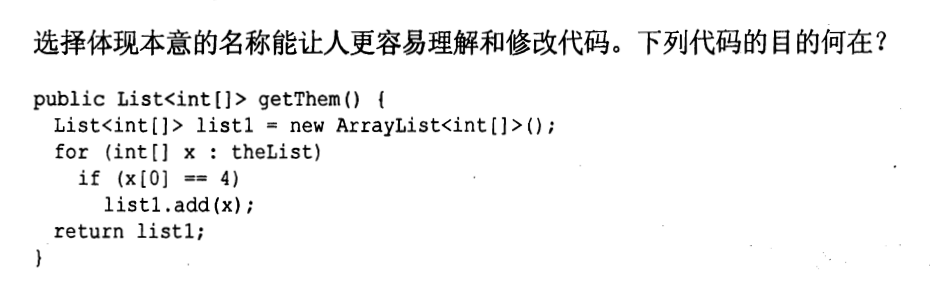 选择体现本意的名称能让人更容易理解和修改代码。下列代码的目的何在?
public List<int[]> getThem() {
  List<int[]> list1 = new ArrayList<int[]>();
  for (int[] x : theList)
    if (x[0] == 4)
      list1.add(x);
  return list1;
}